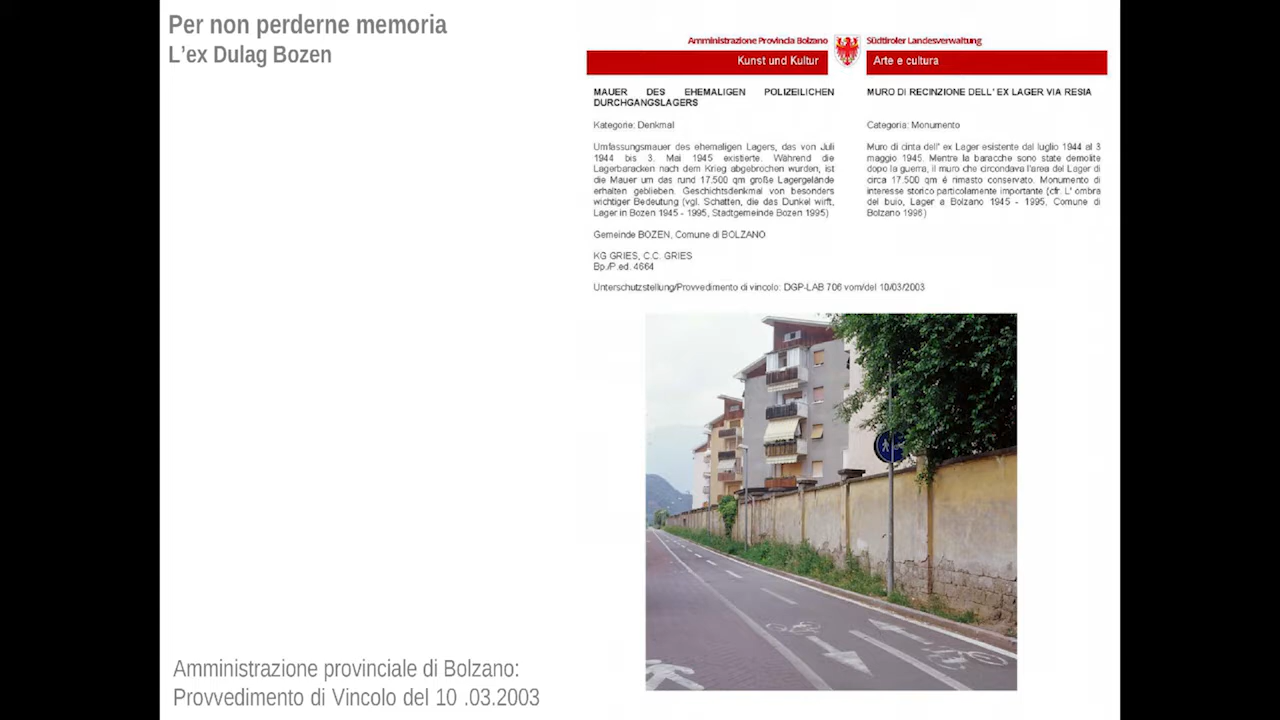 Per non perderne memoria
L'ex Dulag Bozen
Amministrazione Provincia Bolzano
Südtiroler Landesverwaltung
Kunst und Kultur
Arte e cultura
MAUER DES EHEMALIGEN POLIZEILICHEN
DURCHGANGSLAGERS
Kategorie: Denkmal
Umfassungsmauer des ehemaligen Lagers, das von Juli
1944 bis 3. Mai 1945 existierte. Während die
Lagerbaracken nach dem Krieg abgebrochen wurden, ist
die Mauer um das rund 17.500 qm große Lagergelände
erhalten geblieben. Geschichtsdenkmal von besonders
wichtiger Bedeutung (vgl. Schatten, die das Dunkel wirft,
Lager in Bozen 1945 - 1995, Stadtgemeinde Bozen 1995)
Gemeinde BOZEN, Comune di BOLZANO
KG GRIES, C.C. GRIES
Bp./P.ed. 4664
MURO DI RECINZIONE DELL' EX LAGER VIA RESIA
Categoria: Monumento
Muro di cinta dell' ex Lager esistente dal luglio 1944 al 3
maggio 1945. Mentre la baracche sono state demolite
dopo la guerra, il muro che circondava l'area del Lager di
circa 17.500 qm é rimasto conservato. Monumento di
interesse storico particolamente importante (cfr. L' ombra
del buio, Lager a Bolzano 1945 - 1995, Comune di
Bolzano 1996)
Unterschutzstellung/Provvedimento di vincolo: DGP-LAB 706 vom/del 10/03/2003
Amministrazione provinciale di Bolzano:
Provvedimento di Vincolo del 10 .03.2003